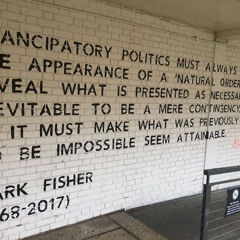 ANCIPATORY POLITICS MUST ALWAYS
E APPEARANCE OF A 'NATURAL ORDER
VEAL WHAT IS PRESENTED AS NECESSAR
EVITABLE TO BE A MERE CONTINGENCY
IT MUST MAKE WHAT WAS PREVIOUSLY
BE IMPOSSIBLE SEEM ATTAINABLE.
ARK FISHER
68-2017)